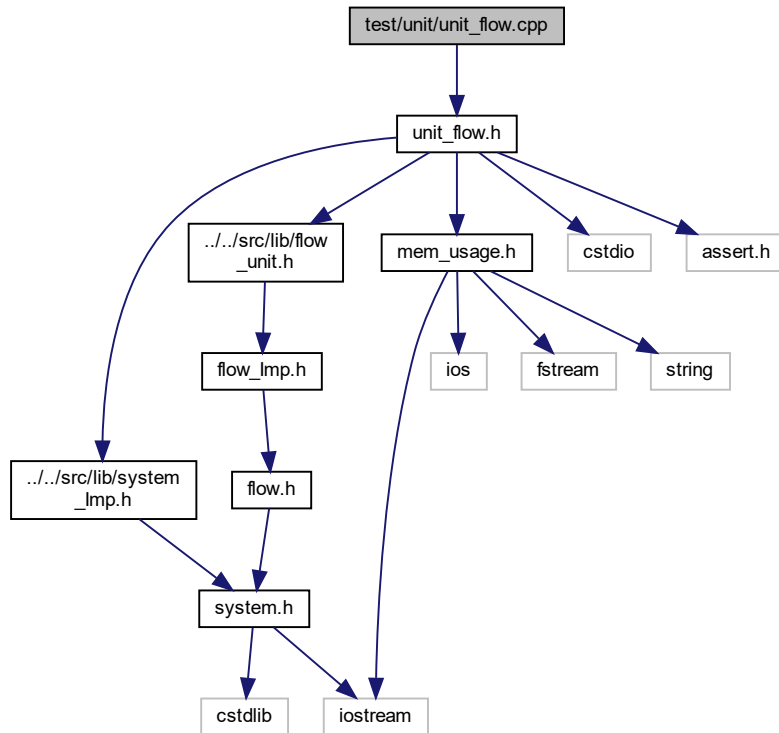 test/unit/unit_flow.cpp
unit_flow.h
../../src/lib/flow
_unit.h
mem_usage.h
cstdio
assert.h
flow_Imp.h
ios
fstream
string
../../src/lib/system
_Imp.h
flow.h
system.h
cstdlib
iostream